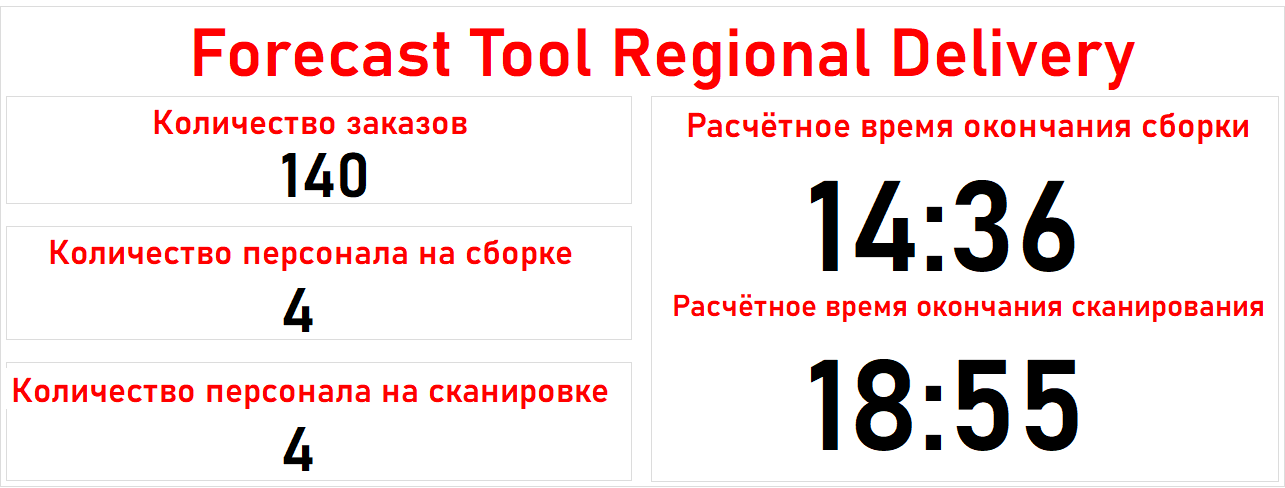 Forecast Tool Regional Delivery
Количество заказов
140
Количество персонала на сборке
4
Количество персонала на сканировке
4
Расчётное время окончания сборки
14:36
Расчётное время окончания сканирования
18:55